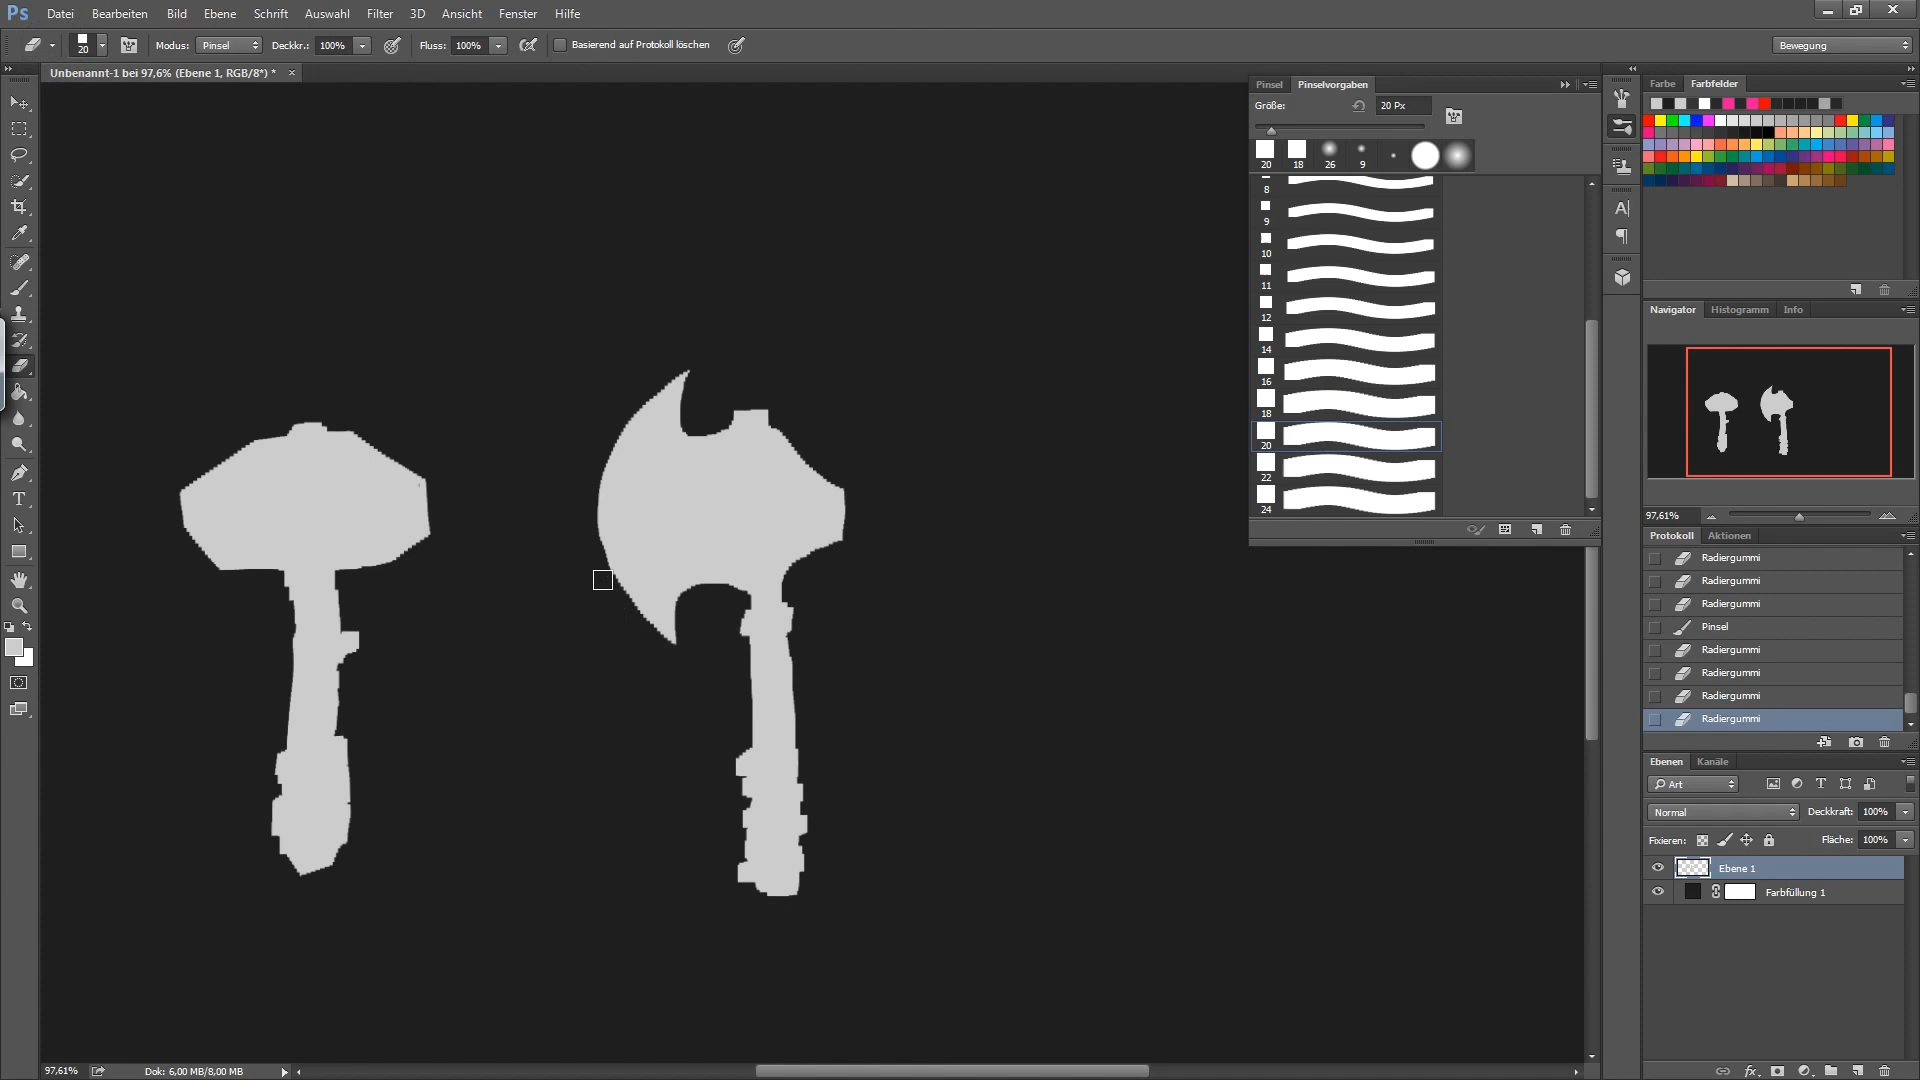 Ps Datei Bearbeiten Bild Ebene Schrift Auswahl Filter 3D Ansicht Fenster Hilfe
20 Modus: Pinsel Deckkr.: 100% Fluss: 100% Basierend auf Protokoll löschen Bewegung
Unbenannt-1 bei 97,6% (Ebene 1, RGB/8*) * ×
Pinsel Pinselvorgaben
Größe: 20 Px
20 18 26 9
8
9
10
11
12
14
16
18
20
22
24
Farbe Farbfelder
Navigator Histogramm Info
97,61%
Protokoll Aktionen
Radiergummi
Radiergummi
Radiergummi
Pinsel
Radiergummi
Radiergummi
Radiergummi
Radiergummi
Ebenen Kanäle
Art
Normal Deckkraft: 100%
Fixieren: Fläche: 100%
Ebene 1
Farbfüllung 1
97,61% Dok: 6,00 MB/8,00 MB